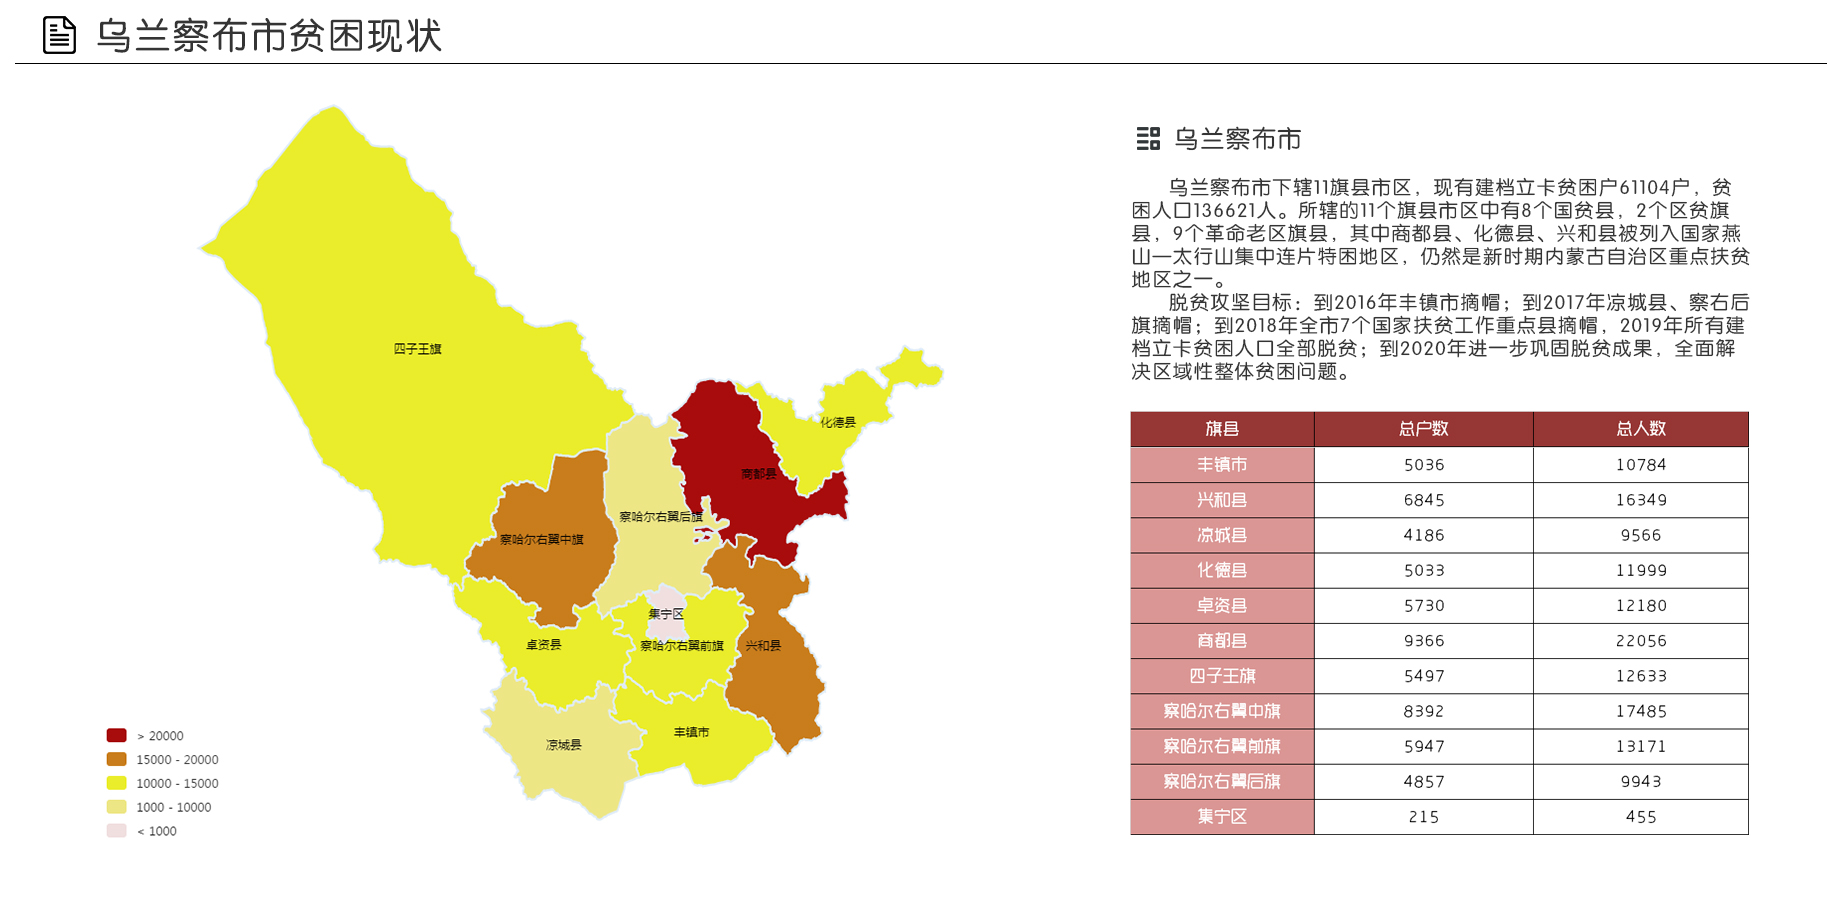 乌兰察布市贫困现状
四子王旗
化德县
商都县
察哈尔右翼后旗
察哈尔右翼中旗
集宁区
卓资县
察哈尔右翼前旗
兴和县
丰镇市
凉城县
> 20000
15000 - 20000
10000 - 15000
1000 - 10000
< 1000
乌兰察布市
乌兰察布市下辖11旗县市区，现有建档立卡贫困户61104户，贫
困人口136621人。所辖的11个旗县市区中有8个国贫县，2个区贫旗
县，9个革命老区旗县，其中商都县、化德县、兴和县被列入国家燕
山—太行山集中连片特困地区，仍然是新时期内蒙古自治区重点扶贫
地区之一。
脱贫攻坚目标：到2016年丰镇市摘帽；到2017年凉城县、察右后
旗摘帽；到2018年全市7个国家扶贫工作重点县摘帽，2019年所有建
档立卡贫困人口全部脱贫；到2020年进一步巩固脱贫成果，全面解
决区域性整体贫困问题。
旗县 总户数 总人数
丰镇市 5036 10784
兴和县 6845 16349
凉城县 4186 9566
化德县 5033 11999
卓资县 5730 12180
商都县 9366 22056
四子王旗 5497 12633
察哈尔右翼中旗 8392 17485
察哈尔右翼前旗 5947 13171
察哈尔右翼后旗 4857 9943
集宁区 215 455